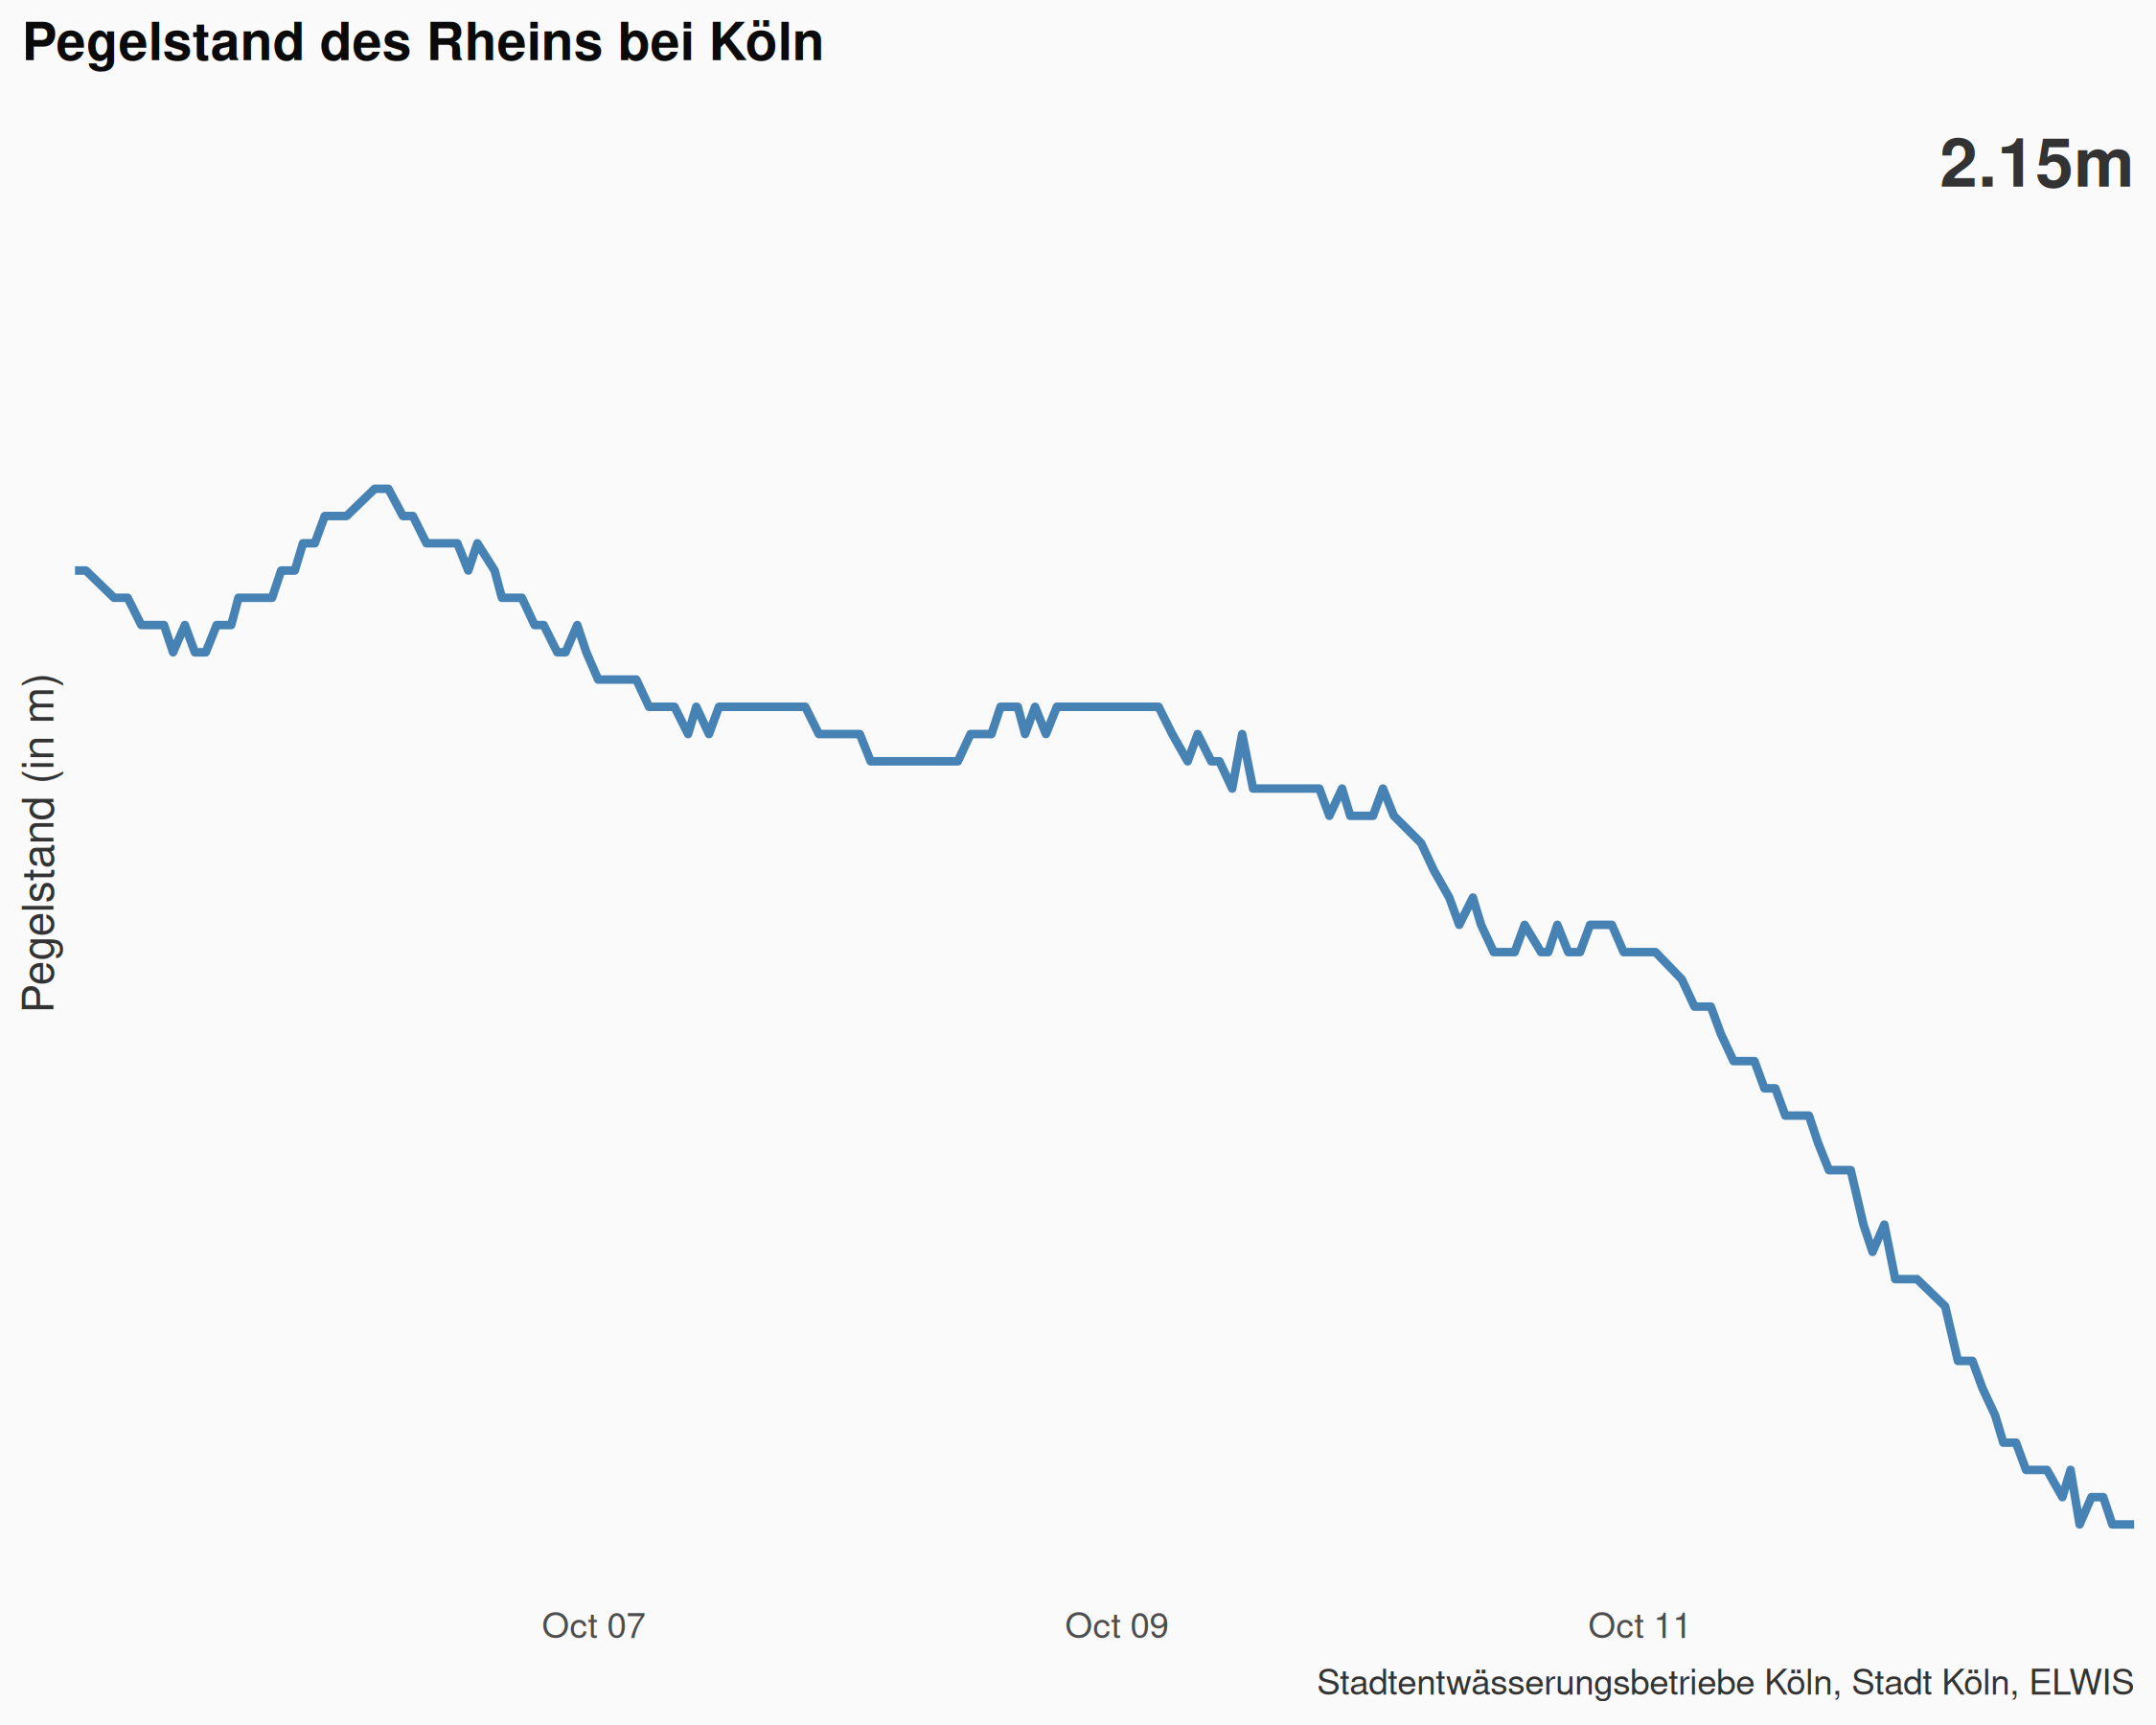 Pegelstand des Rheins bei Köln
2.15m
Pegelstand (in m)
Oct 07
Oct 09
Oct 11
Stadtentwässerungsbetriebe Köln, Stadt Köln, ELWIS